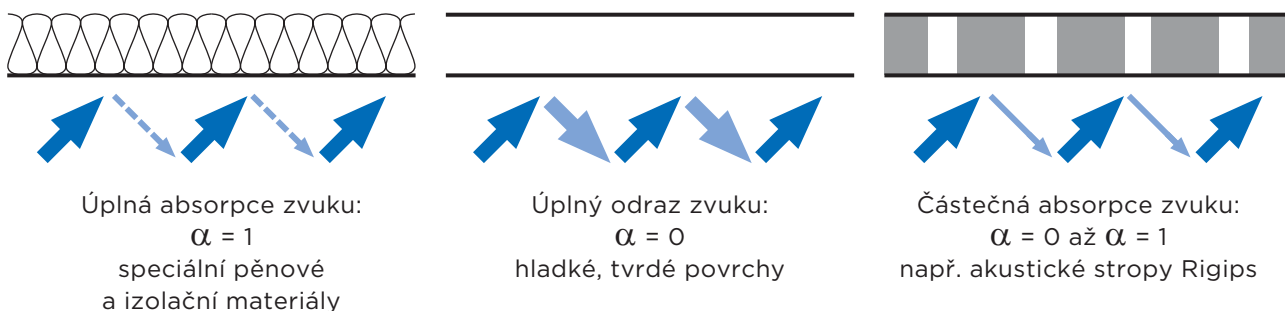 Úplná absorpce zvuku:
α = 1
speciální pěnové
a izolační materiály
Úplný odraz zvuku:
α = 0
hladké, tvrdé povrchy
Částečná absorpce zvuku:
α = 0 až α = 1
např. akustické stropy Rigips